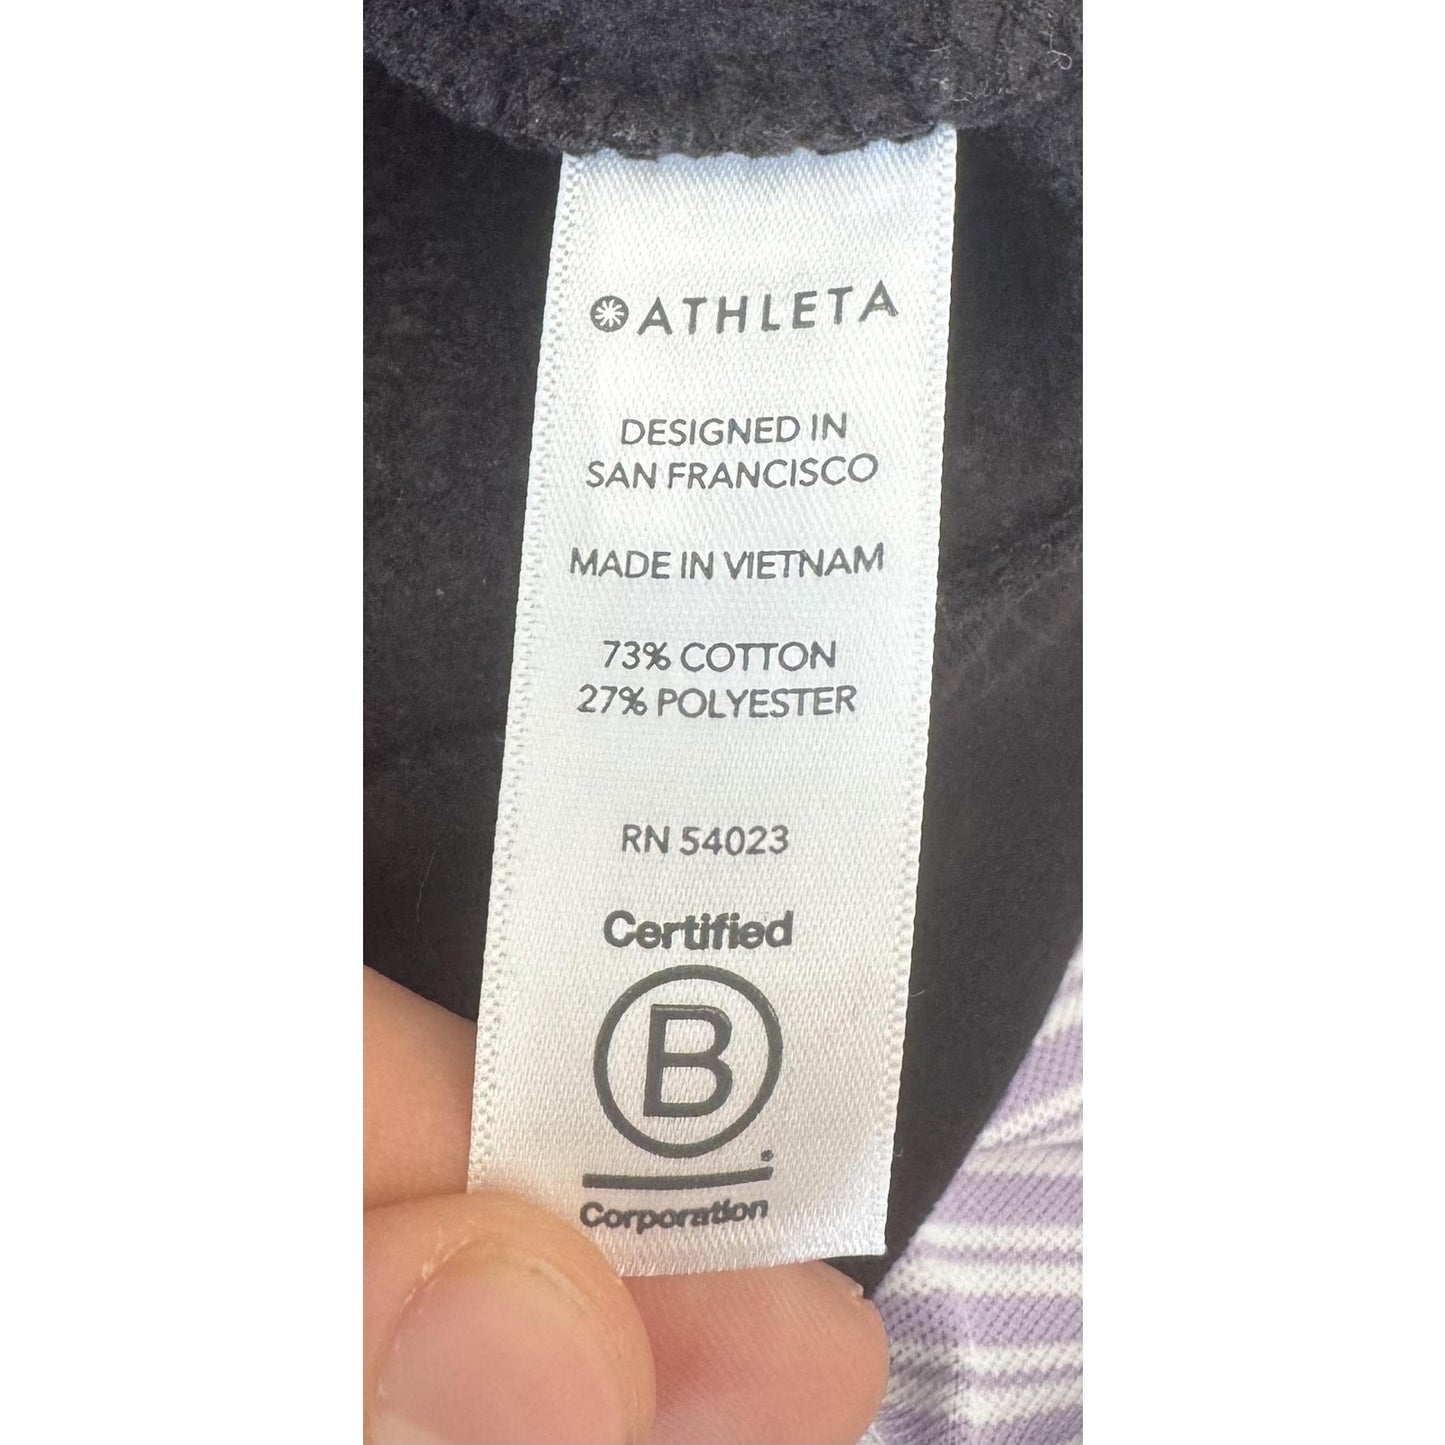 ATHLETA
DESIGNED IN
SAN FRANCISCO
MADE IN VIETNAM
73% COTTON
27% POLYESTER
RN 54023
Certified
B
Corporation